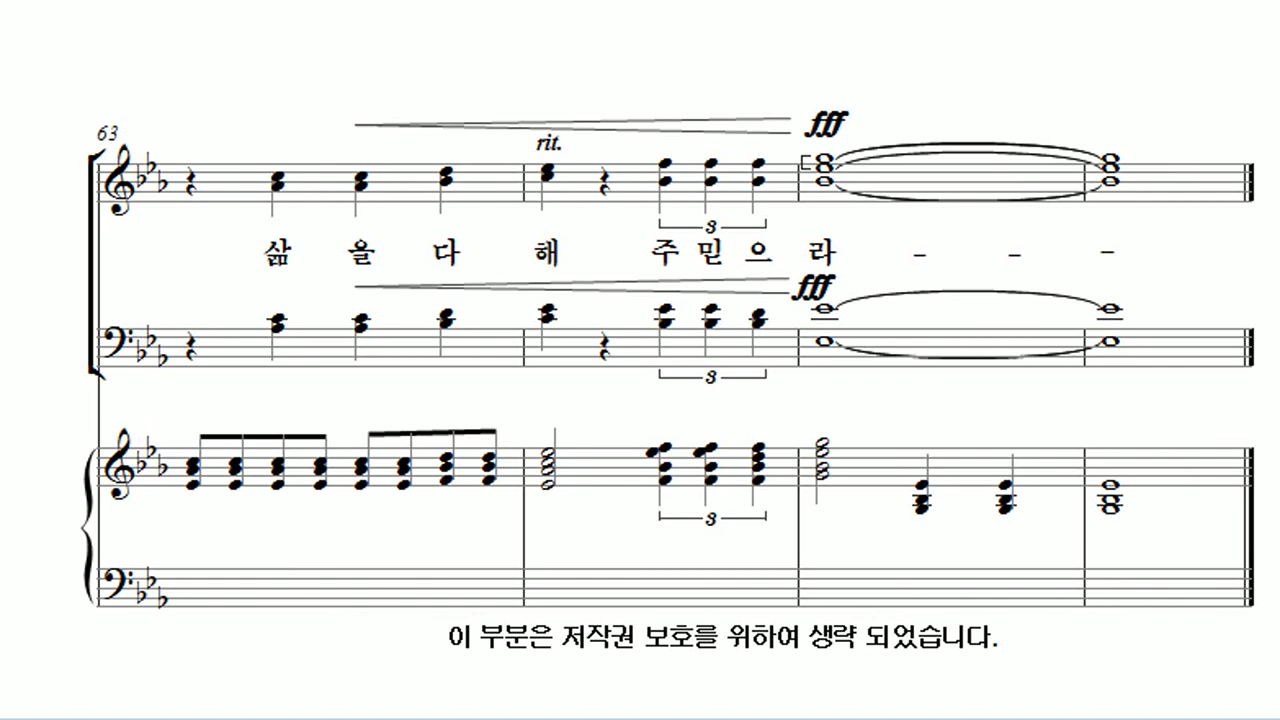 63
fff
rit.
3
삶 을 다 해 주 믿 으 라 - - -
fff
3
3
이 부분은 저작권 보호를 위하여 생략 되었습니다.